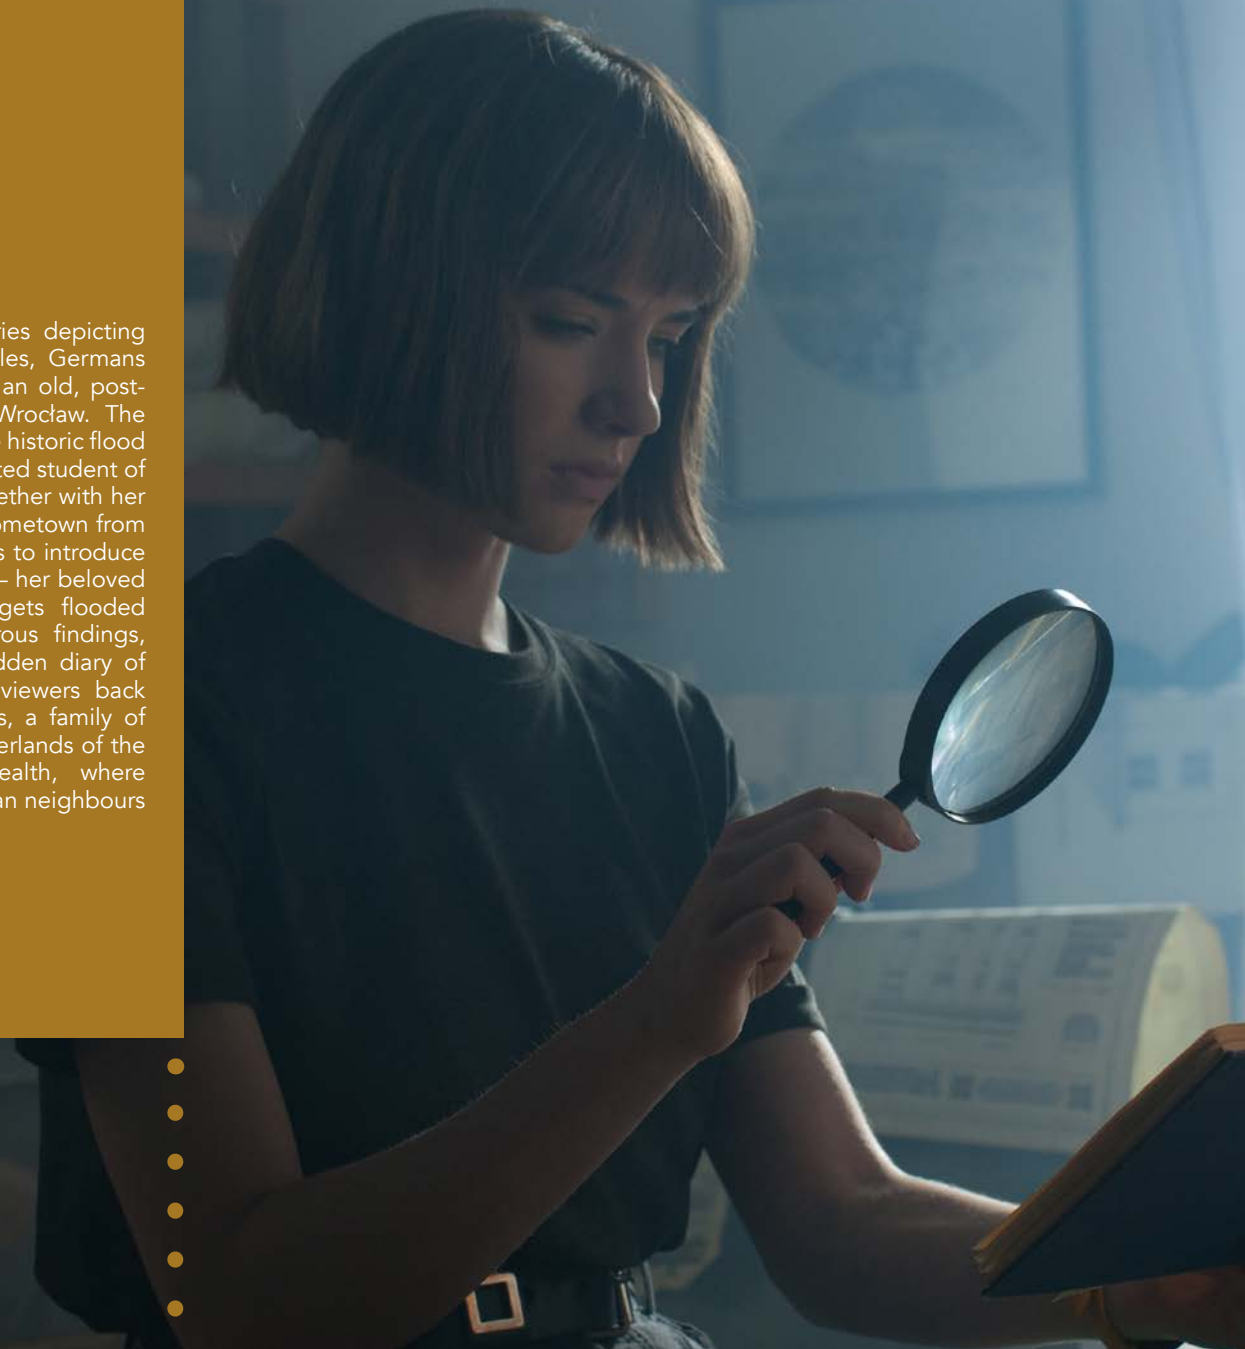 ries depicting
les, Germans
an old, post-
Wrocław. The
historic flood
ted student of
ether with her
ometown from
s to introduce
– her beloved
gets flooded
rous findings,
dden diary of
viewers back
s, a family of
erlands of the
ealth, where
an neighbours